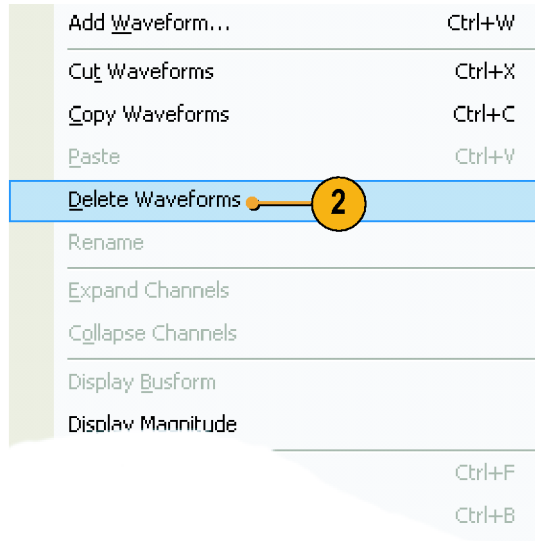 Add Waveform... Ctrl+W
Cut Waveforms Ctrl+X
Copy Waveforms Ctrl+C
Paste Ctrl+V
Delete Waveforms 2
Rename
Expand Channels
Collapse Channels
Display Busform
Display Magnitude
Ctrl+F
Ctrl+B